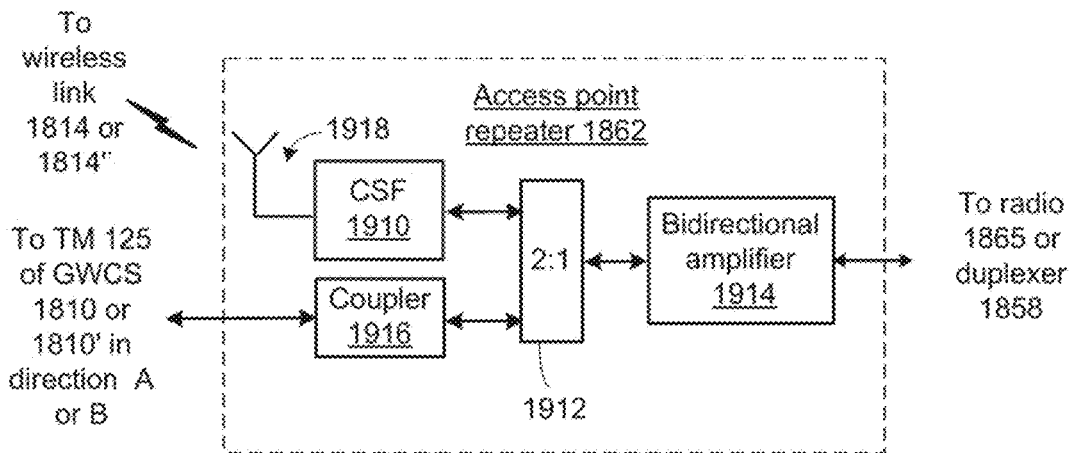 To
wireless
link
1814 or
1814"
Access point
repeater 1862
1918
CSF
1910
To TM 125
of GWCS
1810 or
1810' in
direction A
or B
Coupler
1916
2:1
1912
Bidirectional
amplifier
1914
To radio
1865 or
duplexer
1858